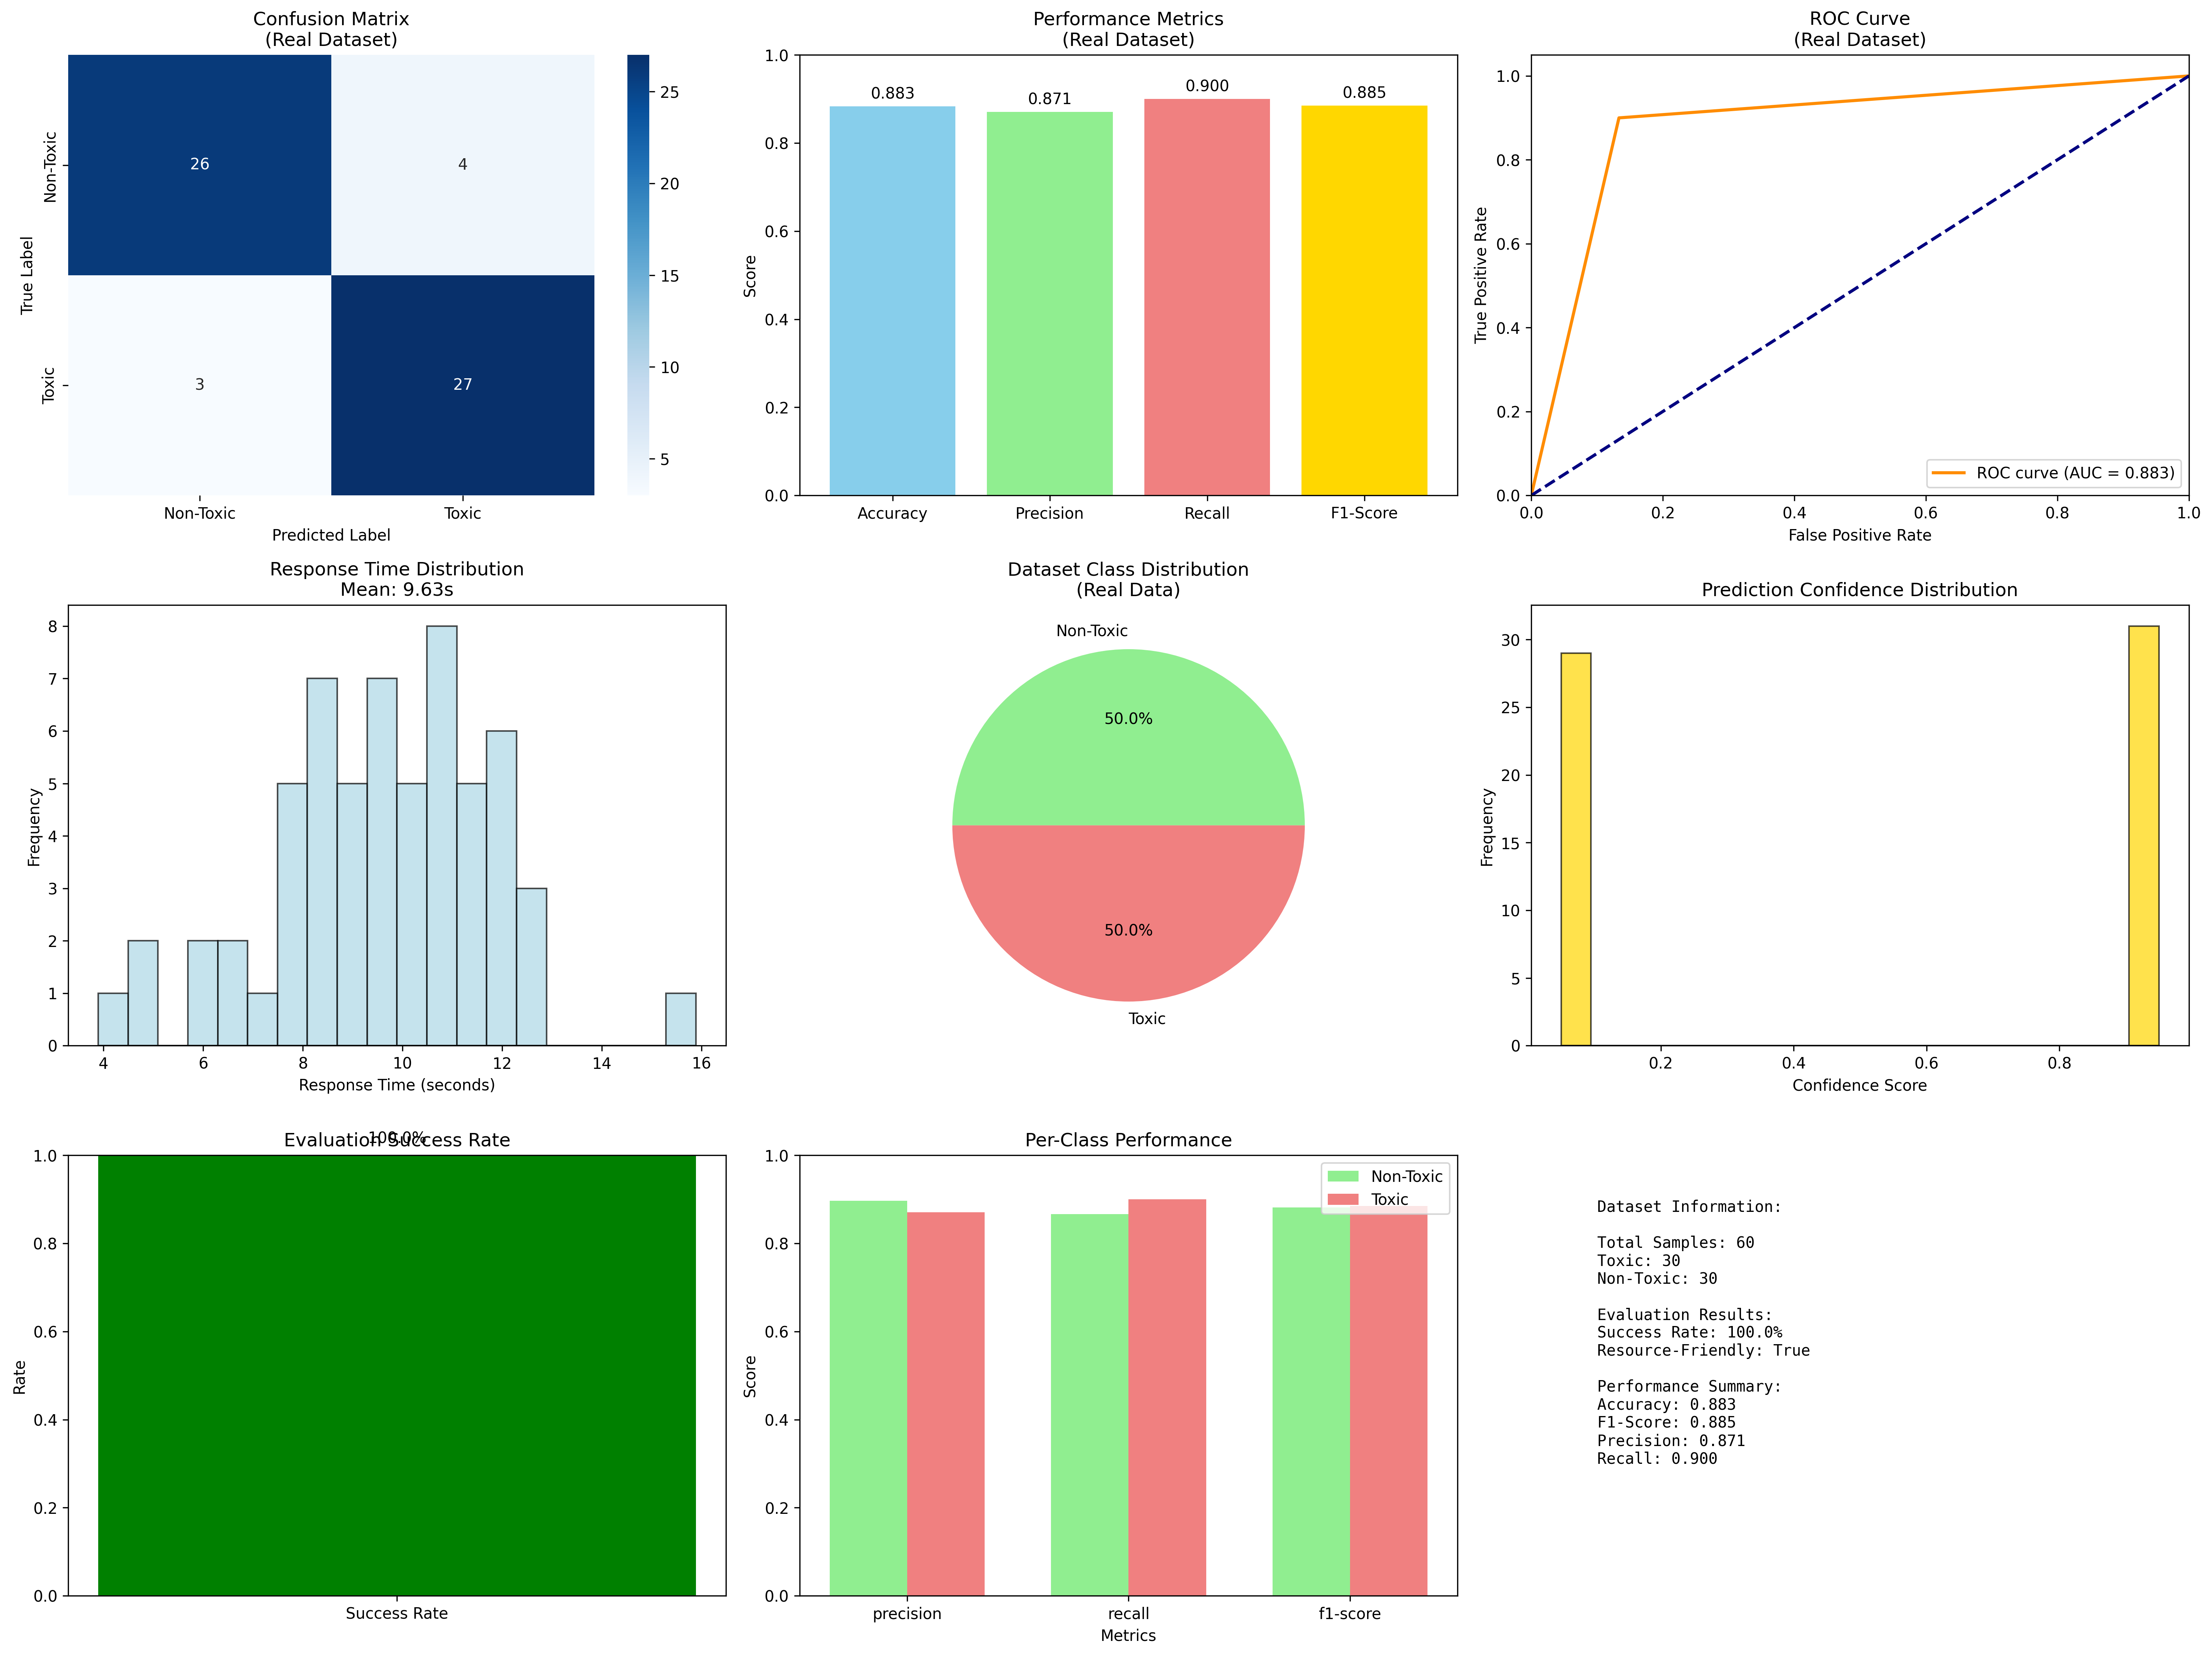 Confusion Matrix
(Real Dataset)
Non-Toxic
Toxic
True Label
26
4
3
27
Non-Toxic
Toxic
Predicted Label
25
20
15
10
5
Performance Metrics
(Real Dataset)
1.0
0.8
0.6
0.4
0.2
0.0
Score
0.883
0.871
0.900
0.885
Accuracy
Precision
Recall
F1-Score
ROC Curve
(Real Dataset)
1.0
0.8
0.6
0.4
0.2
0.0
True Positive Rate
ROC curve (AUC = 0.883)
0.0
0.2
0.4
0.6
0.8
1.0
False Positive Rate
Response Time Distribution
Mean: 9.63s
8
7
6
5
4
3
2
1
0
Frequency
4
6
8
10
12
14
16
Response Time (seconds)
Dataset Class Distribution
(Real Data)
Non-Toxic
50.0%
50.0%
Toxic
Prediction Confidence Distribution
30
25
20
15
10
5
0
Frequency
0.2
0.4
0.6
0.8
Confidence Score
Evaluation Success Rate
100.0%
1.0
0.8
0.6
0.4
0.2
0.0
Rate
Success Rate
Per-Class Performance
1.0
0.8
0.6
0.4
0.2
0.0
Score
Non-Toxic
Toxic
precision
recall
f1-score
Metrics
Dataset Information:
Total Samples: 60
Toxic: 30
Non-Toxic: 30
Evaluation Results:
Success Rate: 100.0%
Resource-Friendly: True
Performance Summary:
Accuracy: 0.883
F1-Score: 0.885
Precision: 0.871
Recall: 0.900